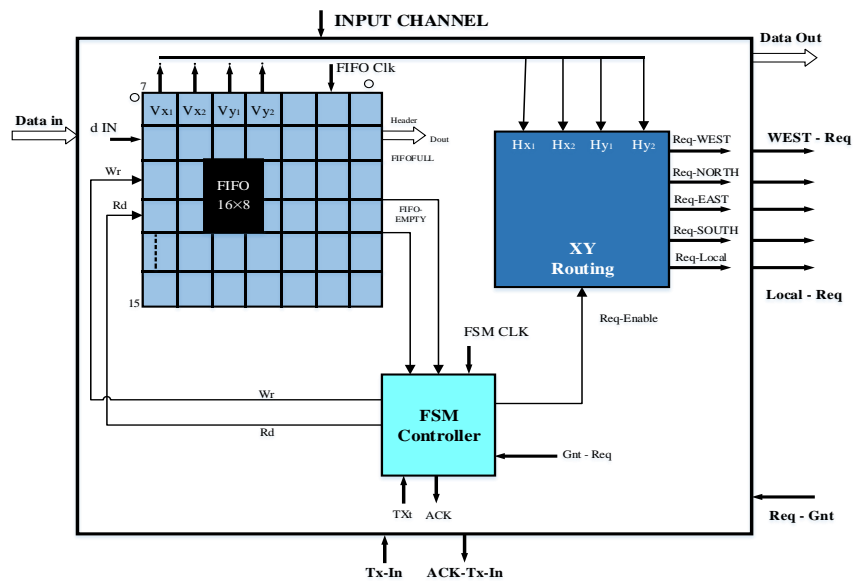 INPUT CHANNEL
Data Out
FIFO Clk
7
Vx1 Vx2 Vy1 Vy2
Data in
d IN
Header
Dout
FIFOFULL
Wr
FIFO
16×8
Rd
FIFO-
EMPTY
15
Hx1 Hx2 Hy1 Hy2
XY
Routing
Req-WEST
Req-NORTH
Req-EAST
Req-SOUTH
Req-Local
WEST - Req
Local - Req
Req-Enable
FSM CLK
Wr
Rd
FSM
Controller
Gnt - Req
TXt
ACK
Req - Gnt
Tx-In
ACK-Tx-In